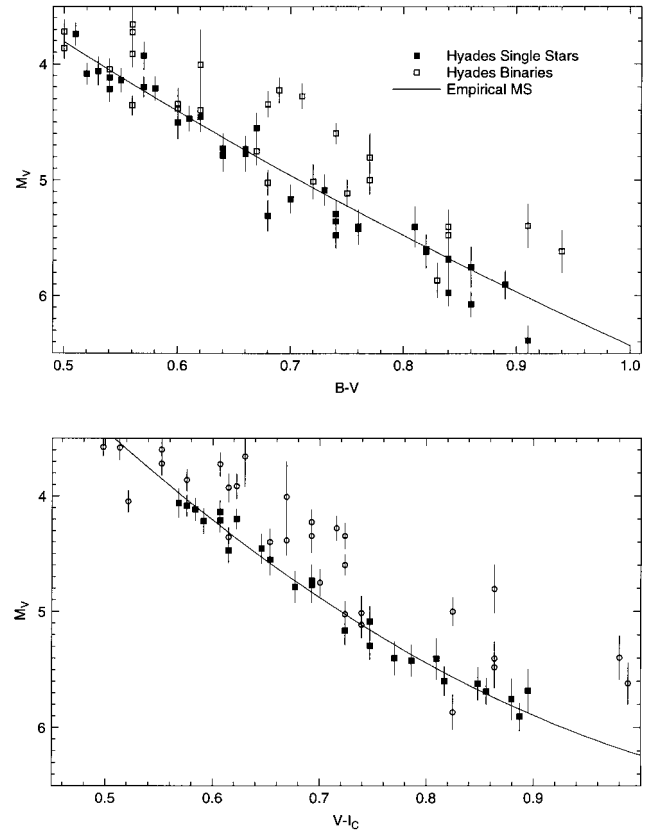 4
5
6
M_V
Hyades Single Stars
Hyades Binaries
Empirical MS
0.5 0.6 0.7 0.8 0.9 1.0
B-V
4
5
6
M_V
0.5 0.6 0.7 0.8 0.9
V-I_C